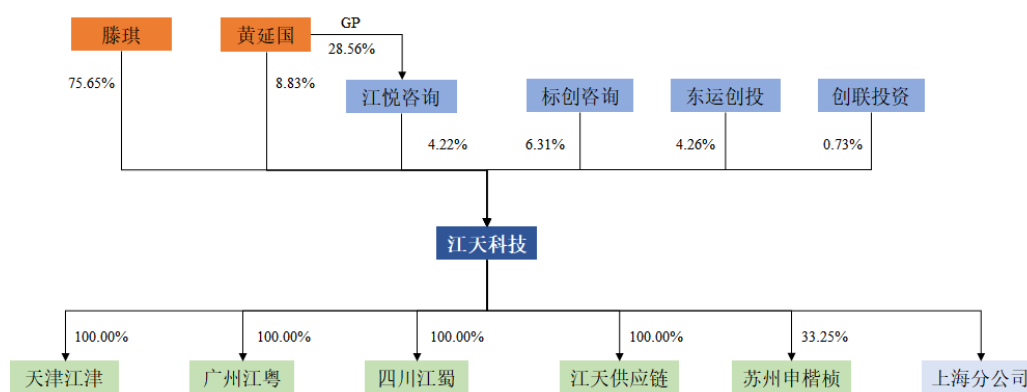 滕琪
黄延国
GP
28.56%
75.65%
8.83%
江悦咨询
标创咨询
东运创投
创联投资
4.22%
6.31%
4.26%
0.73%
江天科技
100.00%
100.00%
100.00%
100.00%
33.25%
天津江津
广州江粤
四川江蜀
江天供应链
苏州申楷桢
上海分公司